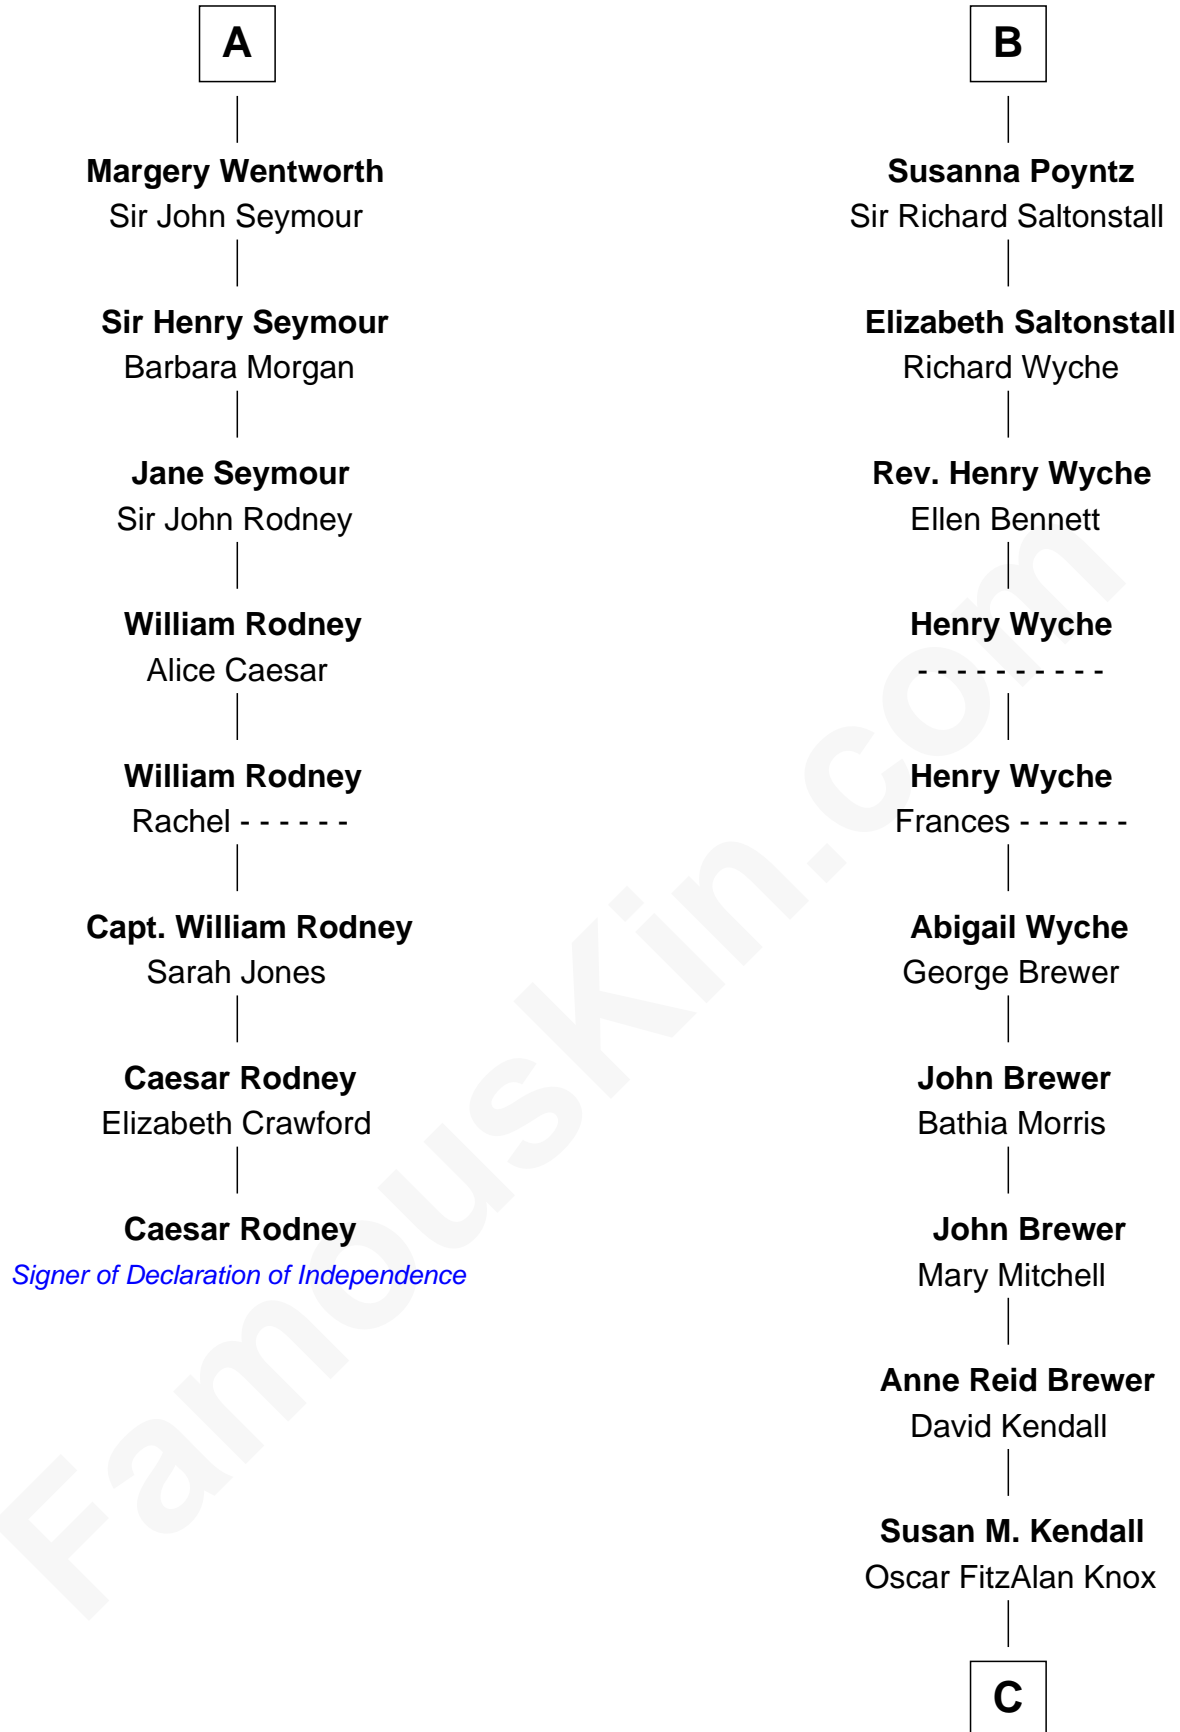 A
Margery Wentworth
Sir John Seymour
Sir Henry Seymour
Barbara Morgan
Jane Seymour
Sir John Rodney
William Rodney
Alice Caesar
William Rodney
Rachel - - - - - -
Capt. William Rodney
Sarah Jones
Caesar Rodney
Elizabeth Crawford
Caesar Rodney
Signer of Declaration of Independence
B
Susanna Poyntz
Sir Richard Saltonstall
Elizabeth Saltonstall
Richard Wyche
Rev. Henry Wyche
Ellen Bennett
Henry Wyche
- - - - - - - - - -
Henry Wyche
Frances - - - - - -
Abigail Wyche
George Brewer
John Brewer
Bathia Morris
John Brewer
Mary Mitchell
Anne Reid Brewer
David Kendall
Susan M. Kendall
Oscar FitzAlan Knox
C
FamousKin.com